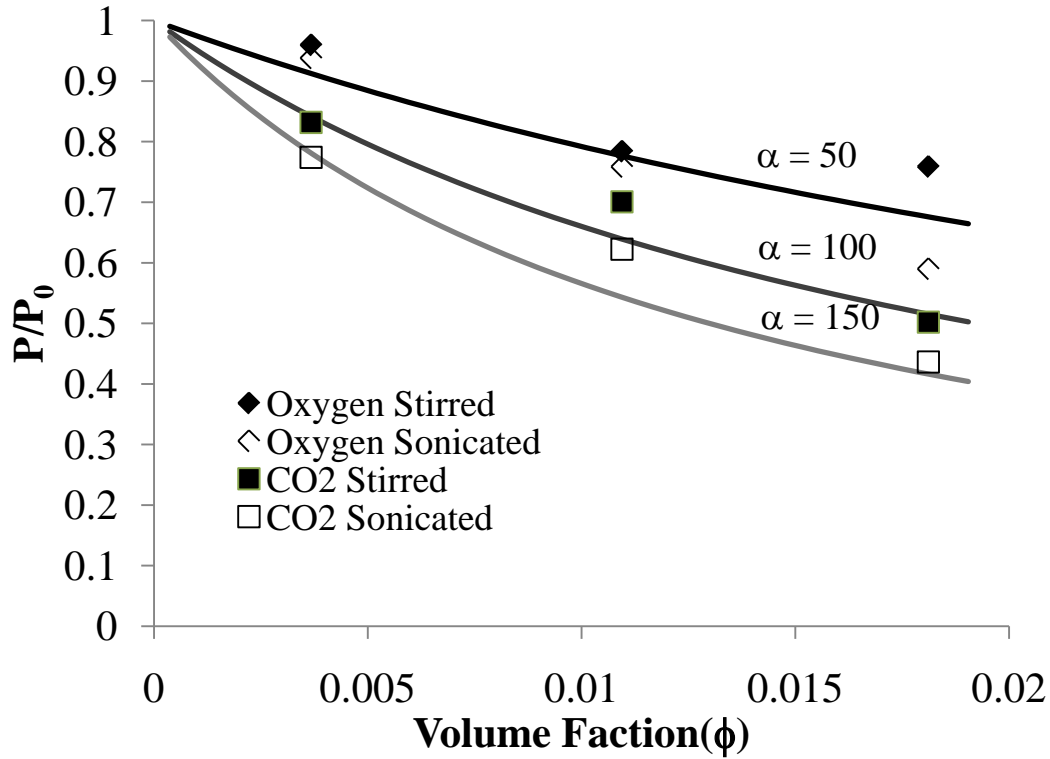 1
0.9
0.8
0.7
0.6
0.5
0.4
0.3
0.2
0.1
0
P/P0
α = 50
α = 100
α = 150
Oxygen Stirred
Oxygen Sonicated
CO2 Stirred
CO2 Sonicated
0 0.005 0.01 0.015 0.02
Volume Faction(ϕ)